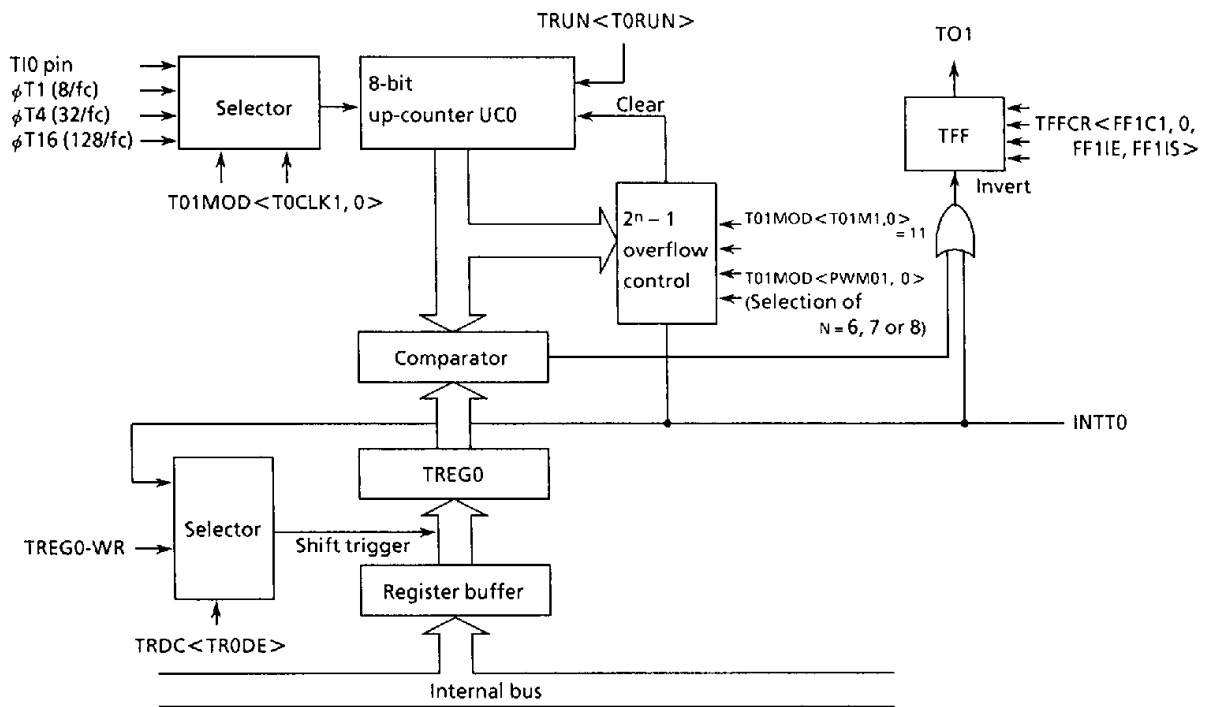 TRUN<T0RUN>
TO1
TI0 pin
φT1 (8/fc)
φT4 (32/fc)
φT16 (128/fc)
Selector
8-bit
up-counter UC0
Clear
TFF
TFFCR<FF1C1, 0,
FF1IE, FF1IS>
Invert
T01MOD<T0CLK1, 0>
2ⁿ – 1
overflow
control
T01MOD<T01M1,0>
= 11
T01MOD<PWM01, 0>
(Selection of
N = 6, 7 or 8)
Comparator
INTT0
TREG0
Selector
TREG0-WR
Shift trigger
Register buffer
TRDC<TR0DE>
Internal bus